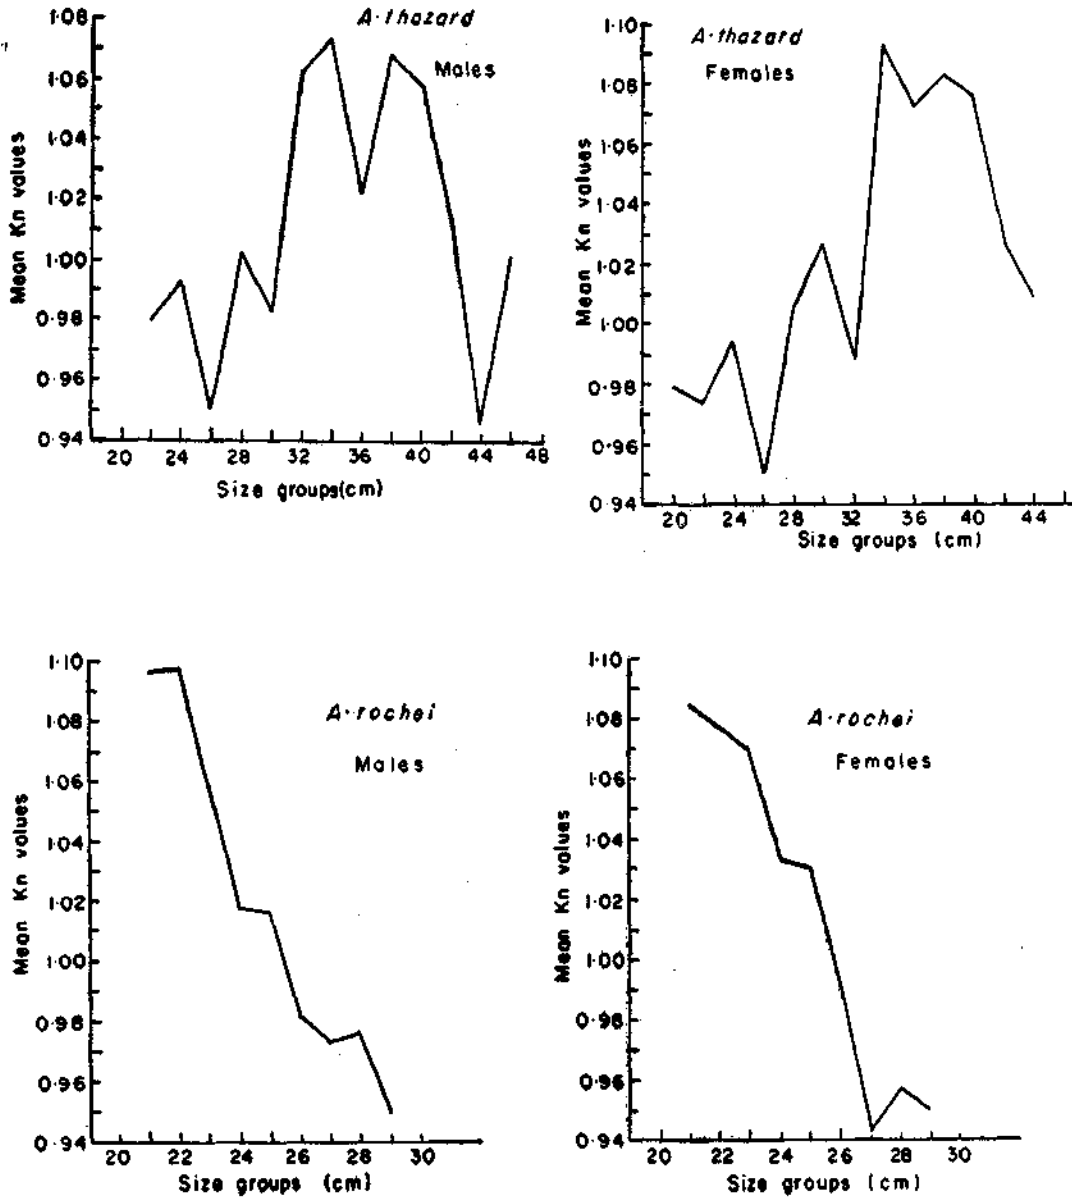 A·thazard
Males
Mean Kn values
1·08
1·06
1·04
1·02
1·00
0·98
0·96
0·94
20 24 28 32 36 40 44 48
Size groups(cm)
A·thazard
Females
Mean Kn values
1·10
1·08
1·06
1·04
1·02
1·00
0·98
0·96
0·94
20 24 28 32 36 40 44
Size groups (cm)
A·rochei
Males
Mean Kn values
1·10
1·08
1·06
1·04
1·02
1·00
0·98
0·96
0·94
20 22 24 26 28 30
Size groups (cm)
A·rochei
Females
Mean Kn values
1·10
1·08
1·06
1·04
1·02
1·00
0·98
0·96
0·94
20 22 24 26 28 30
Size groups (cm)